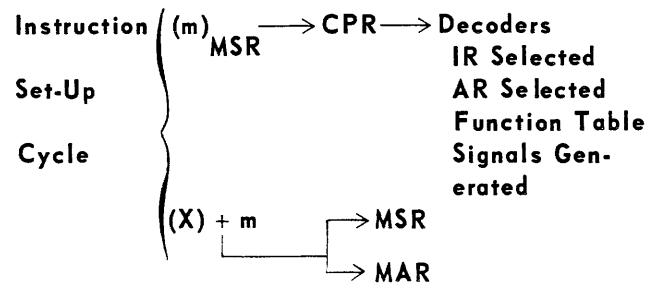 Instruction (m)MSR → CPR → Decoders
IR Selected
Set-Up AR Selected
Function Table
Cycle Signals Gen-
erated
(X) + m → MSR
→ MAR